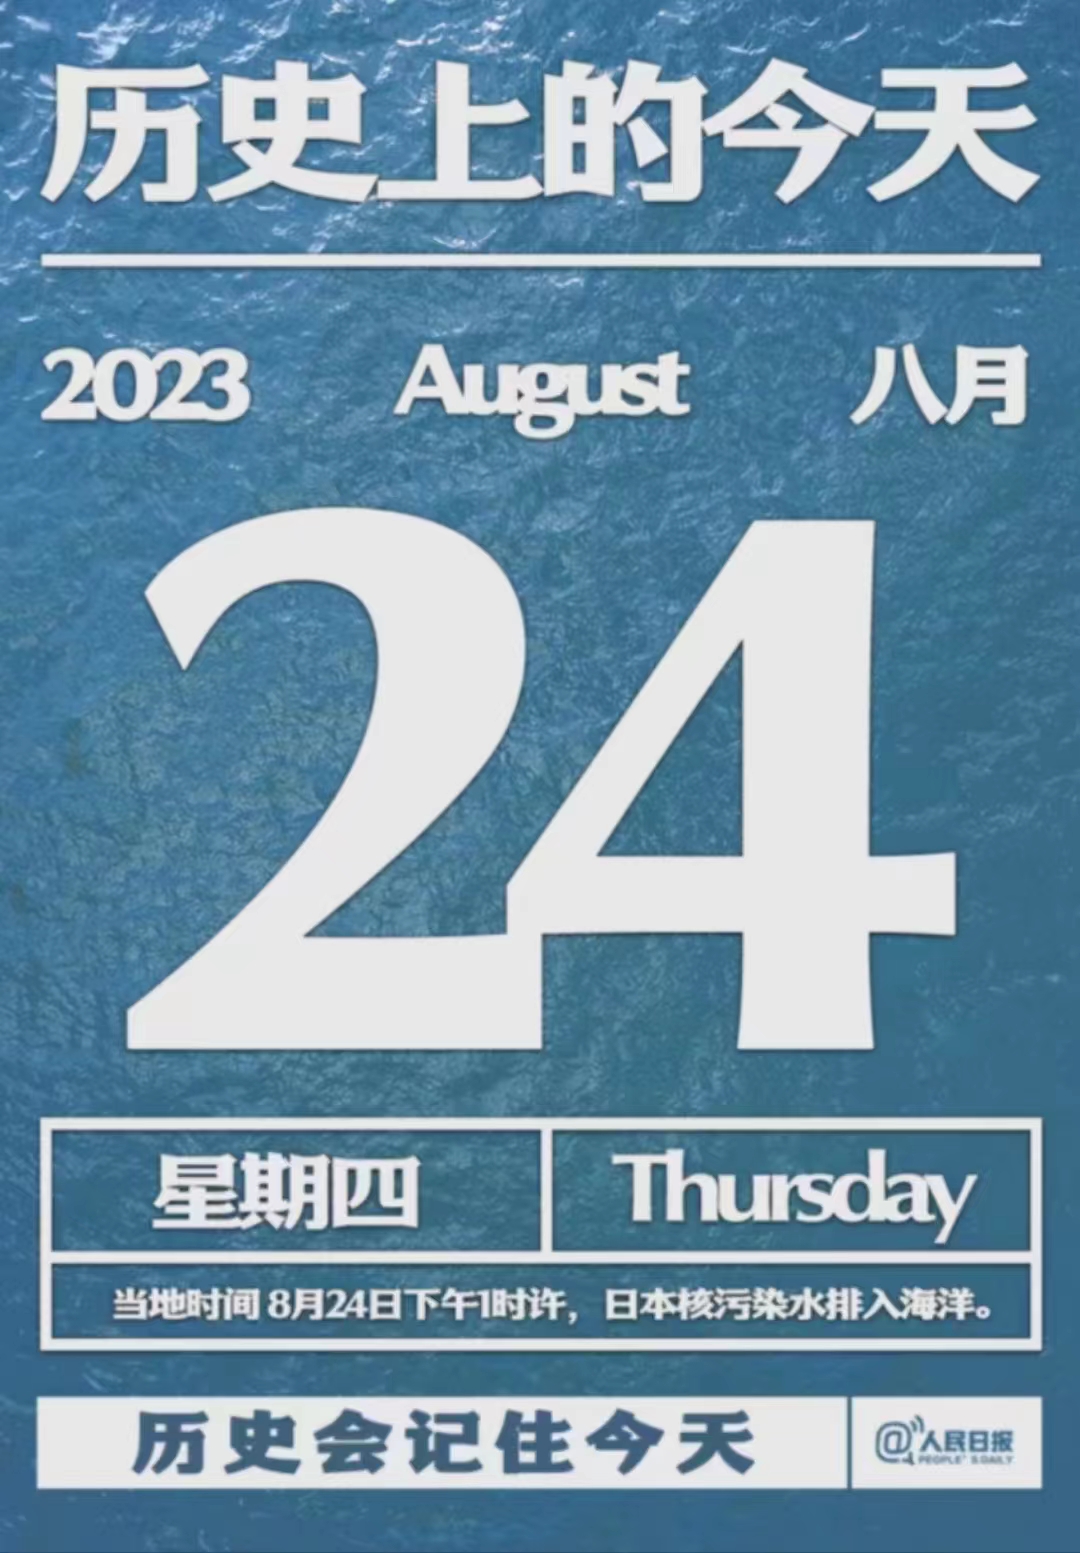 历史上的今天
2023 August 八月
24
星期四 Thursday
当地时间 8月24日下午1时许，日本核污染水排入海洋。
历史会记住今天
@人民日报
PEOPLE'S DAILY